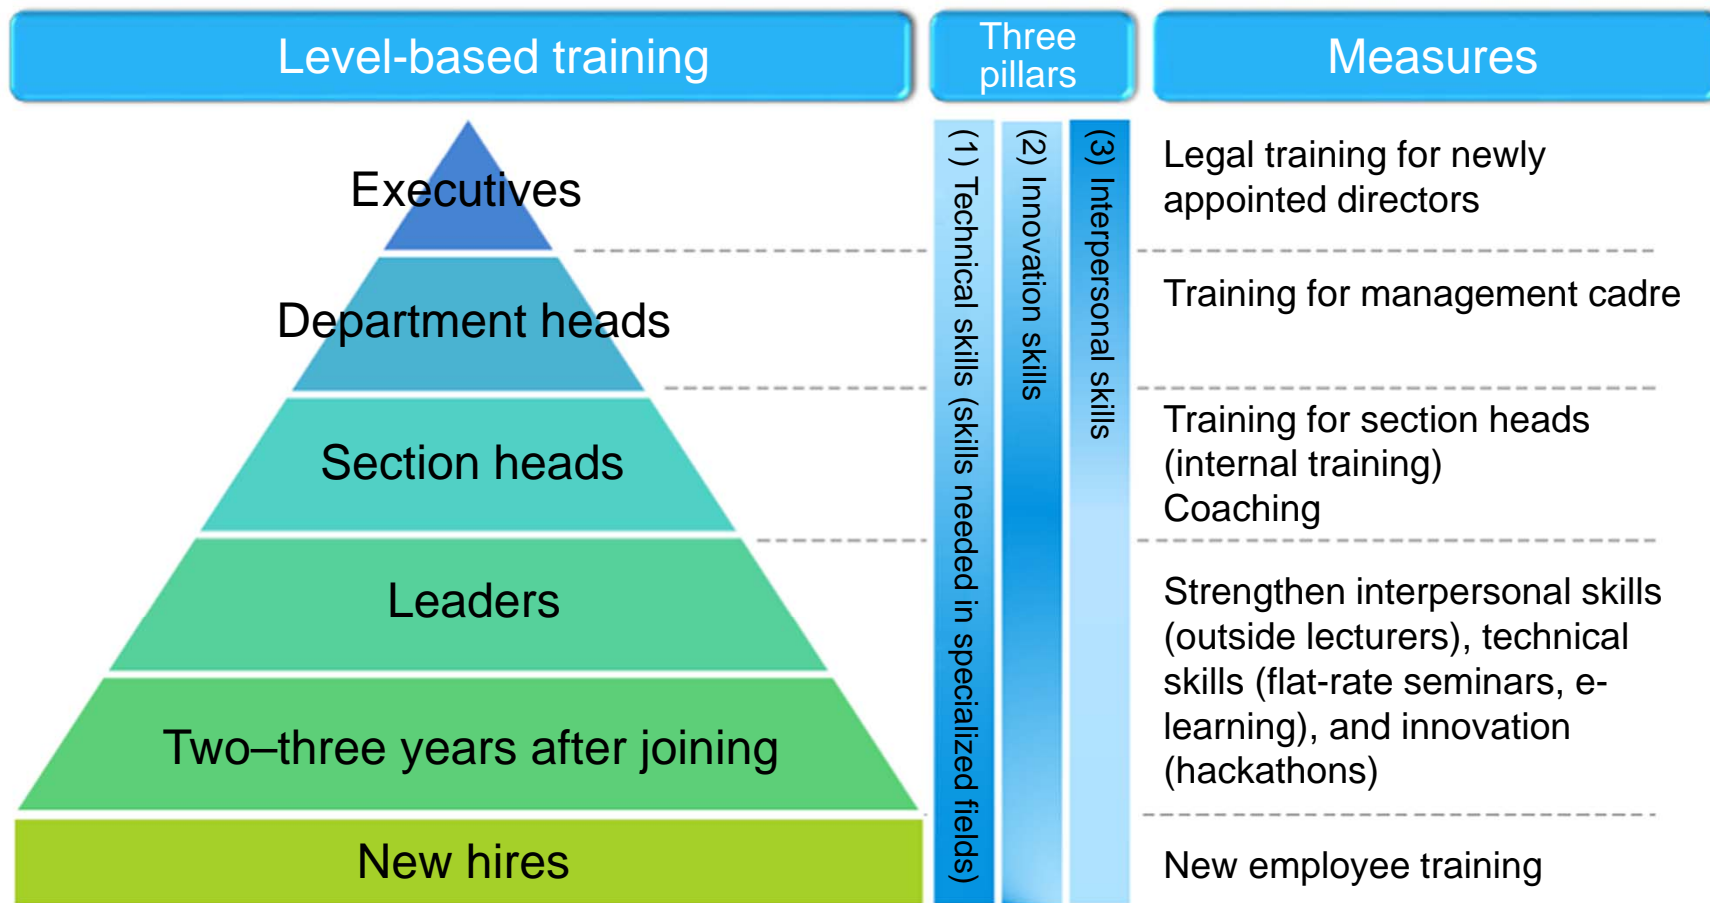 Level-based training
Three
pillars
Measures
Executives
Department heads
Section heads
Leaders
Two–three years after joining
New hires
(1) Technical skills (skills needed in specialized fields)
(2) Innovation skills
(3) Interpersonal skills
Legal training for newly
appointed directors
Training for management cadre
Training for section heads
(internal training)
Coaching
Strengthen interpersonal skills
(outside lecturers), technical
skills (flat-rate seminars, e-
learning), and innovation
(hackathons)
New employee training